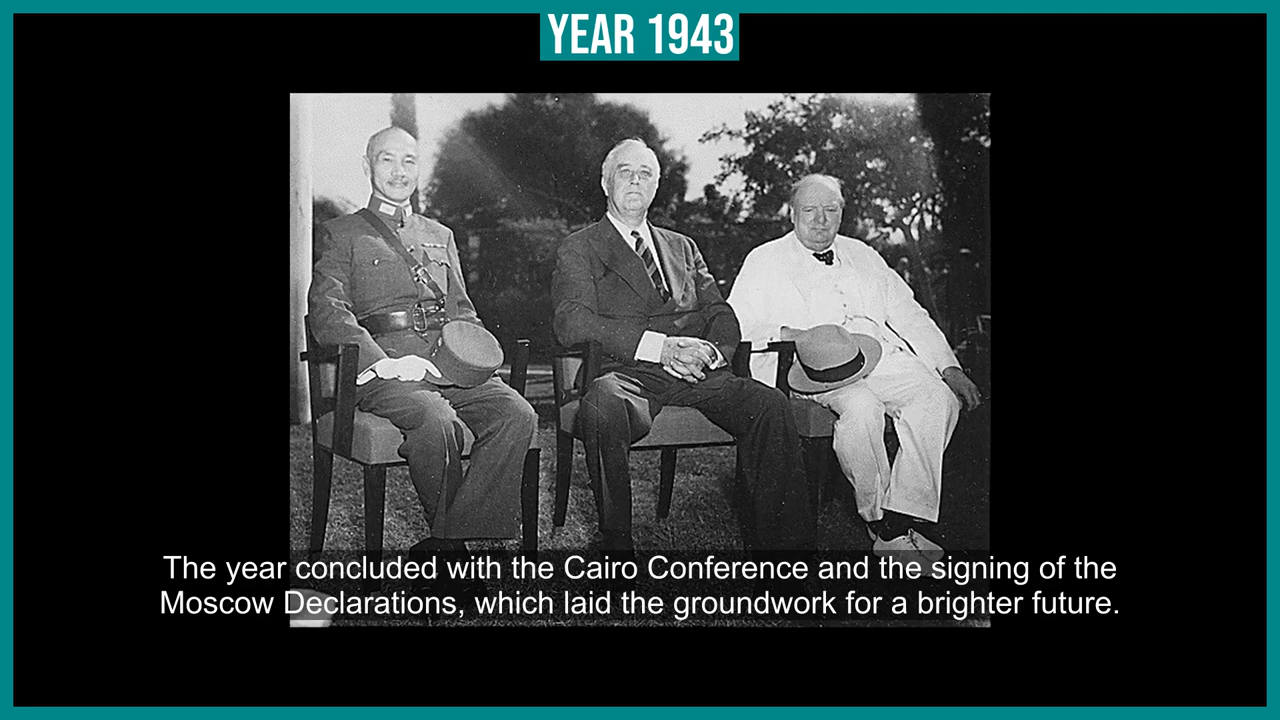 YEAR 1943
The year concluded with the Cairo Conference and the signing of the
Moscow Declarations, which laid the groundwork for a brighter future.